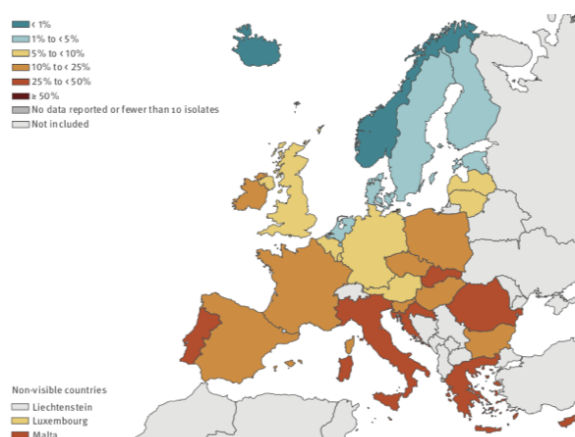 < 1%
1% to < 5%
5% to < 10%
10% to < 25%
25% to < 50%
≥ 50%
No data reported or fewer than 10 isolates
Not included
Non-visible countries
Liechtenstein
Luxembourg
Malta